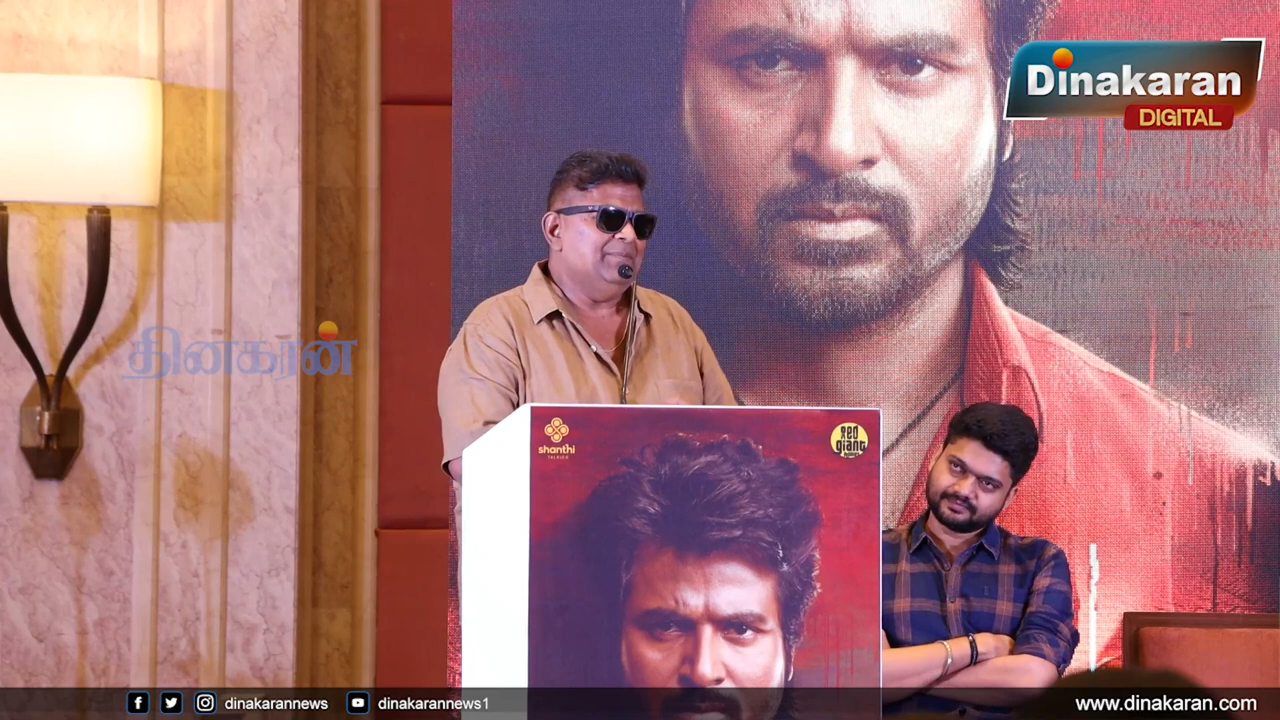 Dinakaran
DIGITAL
தினகரன்
shanthi
TALKIES
Red
giant
dinakarannews
dinakarannews1
www.dinakaran.com